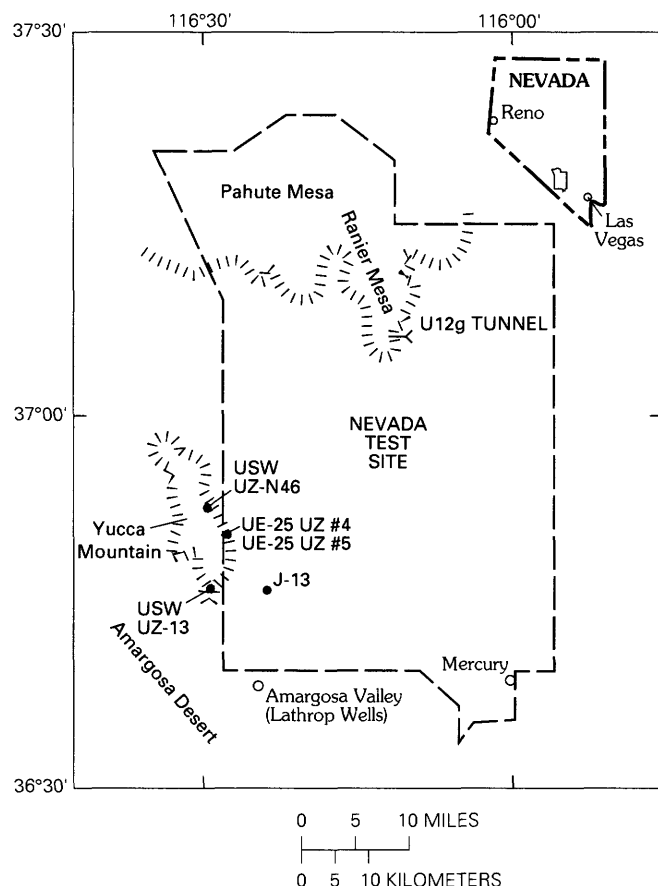 116°30'
116°00'
37°30'
NEVADA
Reno
Las
Vegas
Pahute Mesa
Ranier Mesa
U12g TUNNEL
37°00'
NEVADA
TEST
SITE
USW
UZ-N46
Yucca
Mountain
UE-25 UZ #4
UE-25 UZ #5
J-13
USW
UZ-13
Amargosa Desert
Mercury
Amargosa Valley
(Lathrop Wells)
36°30'
0 5 10 MILES
0 5 10 KILOMETERS